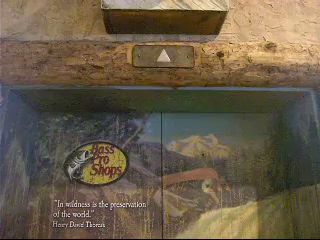 Bass
Pro
Shops
"In wildness is the preservation
of the world."
Henry David Thoreau